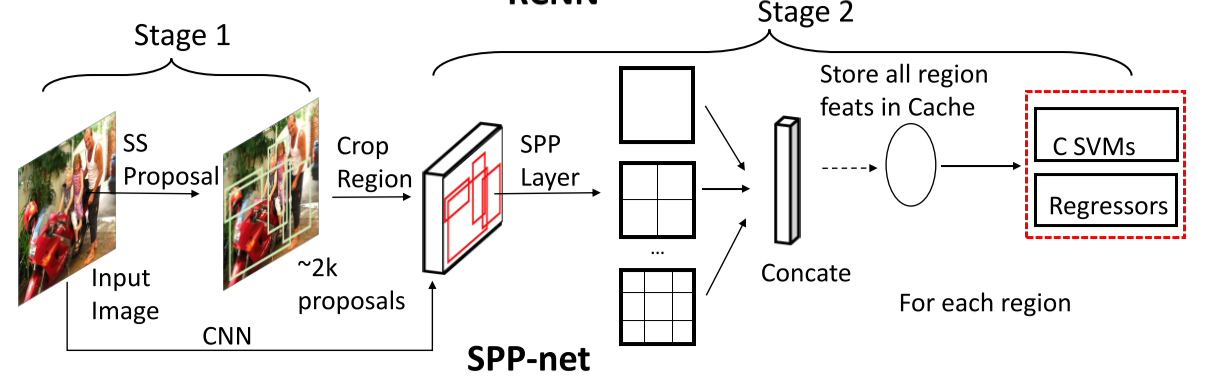 RCNN
Stage 2
Stage 1
SS
Proposal
Crop
Region
SPP
Layer
Store all region
feats in Cache
C SVMs
Regressors
...
Input
Image
~2k
proposals
Concate
For each region
CNN
SPP-net